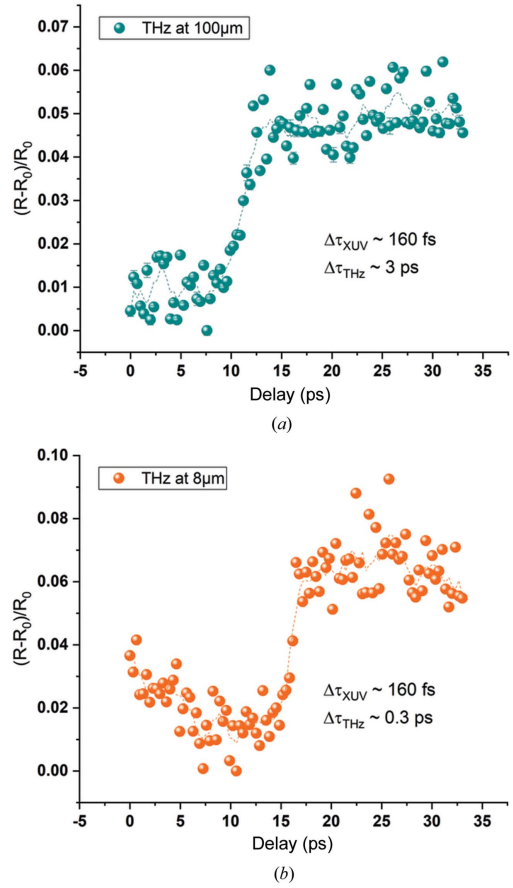 THz at 100μm
(R-R₀)/R₀
0.07
0.06
0.05
0.04
0.03
0.02
0.01
0.00
Δτ_XUV ~ 160 fs
Δτ_THz ~ 3 ps
-5 0 5 10 15 20 25 30 35
Delay (ps)
(a)
THz at 8μm
(R-R₀)/R₀
0.10
0.08
0.06
0.04
0.02
0.00
Δτ_XUV ~ 160 fs
Δτ_THz ~ 0.3 ps
-5 0 5 10 15 20 25 30 35
Delay (ps)
(b)